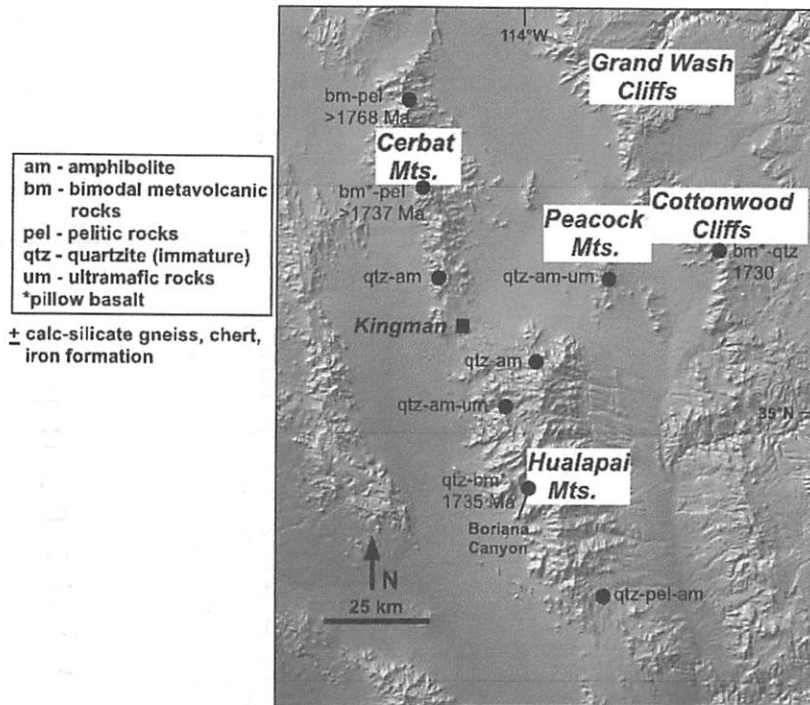 am - amphibolite
bm - bimodal metavolcanic
rocks
pel - pelitic rocks
qtz - quartzite (immature)
um - ultramafic rocks
*pillow basalt
± calc-silicate gneiss, chert,
iron formation
114°W
Grand Wash
Cliffs
bm-pel
>1768 Ma
Cerbat
Mts.
bm*-pel
>1737 Ma
Peacock
Mts.
Cottonwood
Cliffs
bm*-qtz
1730
qtz-am
qtz-am-um
Kingman
qtz-am
qtz-am-um
35°N
Hualapai
Mts.
qtz-bm*
1735 Ma
Boriana
Canyon
N
25 km
qtz-pel-am